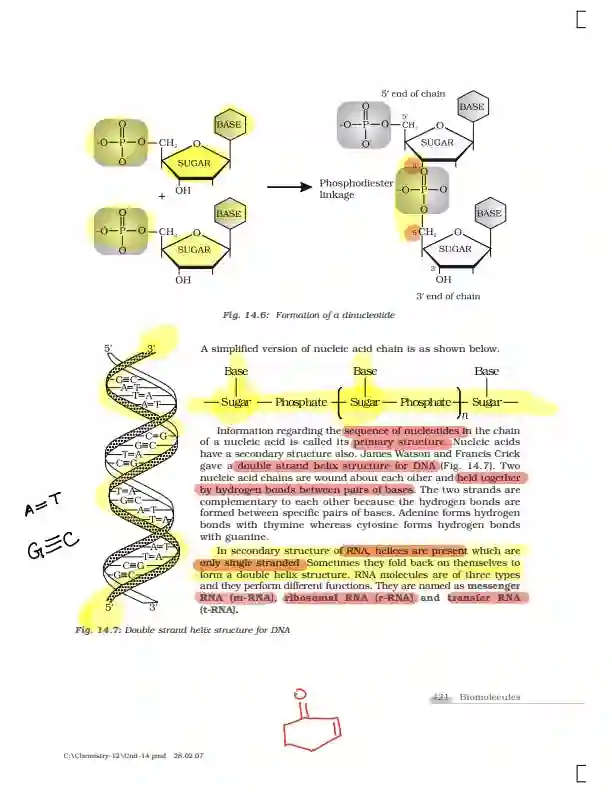 5' end of chain
O
-O-P-O-CH₂
O
BASE
O
SUGAR
OH
+
O
-O-P-O-CH₂
O
BASE
O
SUGAR
OH
Phosphodiester
linkage
O
-O-P-O-CH₂
O
5'
BASE
O
SUGAR
3'
O
O-P-O
O
5'CH₂
BASE
O
SUGAR
3'
OH
3' end of chain
Fig. 14.6: Formation of a dinucleotide
5' 3'
G≡C
A=T
T=A
A=T
C≡G
G≡C
T=A
C≡G
T=A
G≡C
A=T
T=A
A=T
T=A
C≡G
G≡C
5' 3'
A=T
G≡C
Fig. 14.7: Double strand helix structure for DNA
A simplified version of nucleic acid chain is as shown below.
Base Base Base
Sugar — Phosphate — Sugar — Phosphate — Sugar
n
Information regarding the sequence of nucleotides in the chain
of a nucleic acid is called its primary structure. Nucleic acids
have a secondary structure also. James Watson and Francis Crick
gave a double strand helix structure for DNA (Fig. 14.7). Two
nucleic acid chains are wound about each other and held together
by hydrogen bonds between pairs of bases. The two strands are
complementary to each other because the hydrogen bonds are
formed between specific pairs of bases. Adenine forms hydrogen
bonds with thymine whereas cytosine forms hydrogen bonds
with guanine.
In secondary structure of RNA, helices are present which are
only single stranded. Sometimes they fold back on themselves to
form a double helix structure. RNA molecules are of three types
and they perform different functions. They are named as messenger
RNA (m-RNA), ribosomal RNA (r-RNA) and transfer RNA
(t-RNA).
421 Biomolecules
O
C:\Chemistry-12\Unit-14.pmd 28.02.07